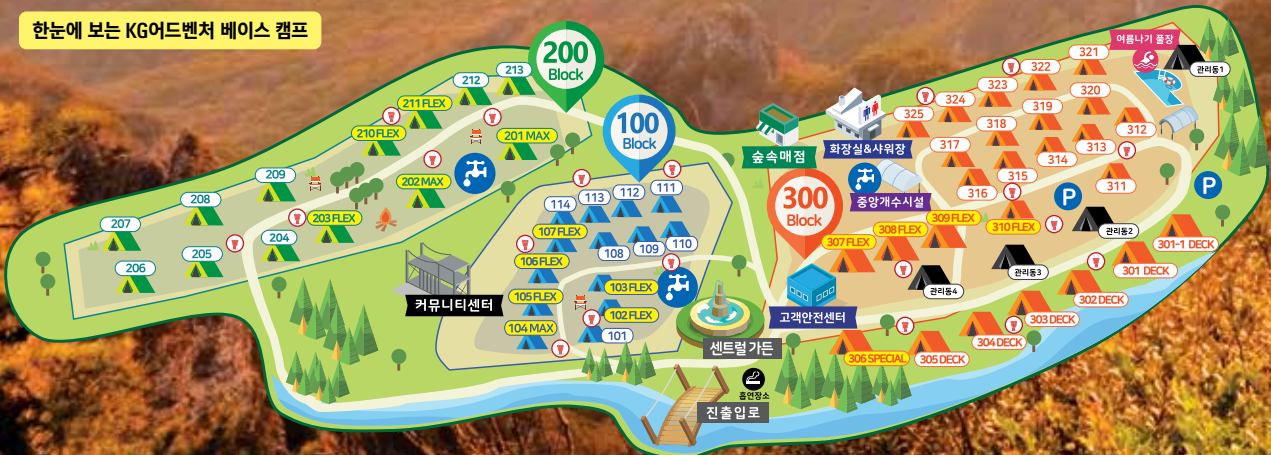 한눈에 보는 KG어드벤처 베이스 캠프
200
Block
213
212
211 FLEX
210 FLEX
201 MAX
202 MAX
209
208
207
206
205
204
203 FLEX
100
Block
111
112
113
114
107 FLEX
108
109
110
106 FLEX
105 FLEX
104 MAX
103 FLEX
102 FLEX
101
커뮤니티센터
센트럴 가든
흡연장소
진출입로
숲속매점
화장실&샤워장
중앙개수시설
고객안전센터
300
Block
여름나기 풀장
관리동1
321
322
323
324
325
320
319
318
317
312
313
314
315
316
311
P
P
309 FLEX
308 FLEX
307 FLEX
310 FLEX
관리동2
관리동3
관리동4
301-1 DECK
301 DECK
302 DECK
303 DECK
304 DECK
305 DECK
306 SPECIAL